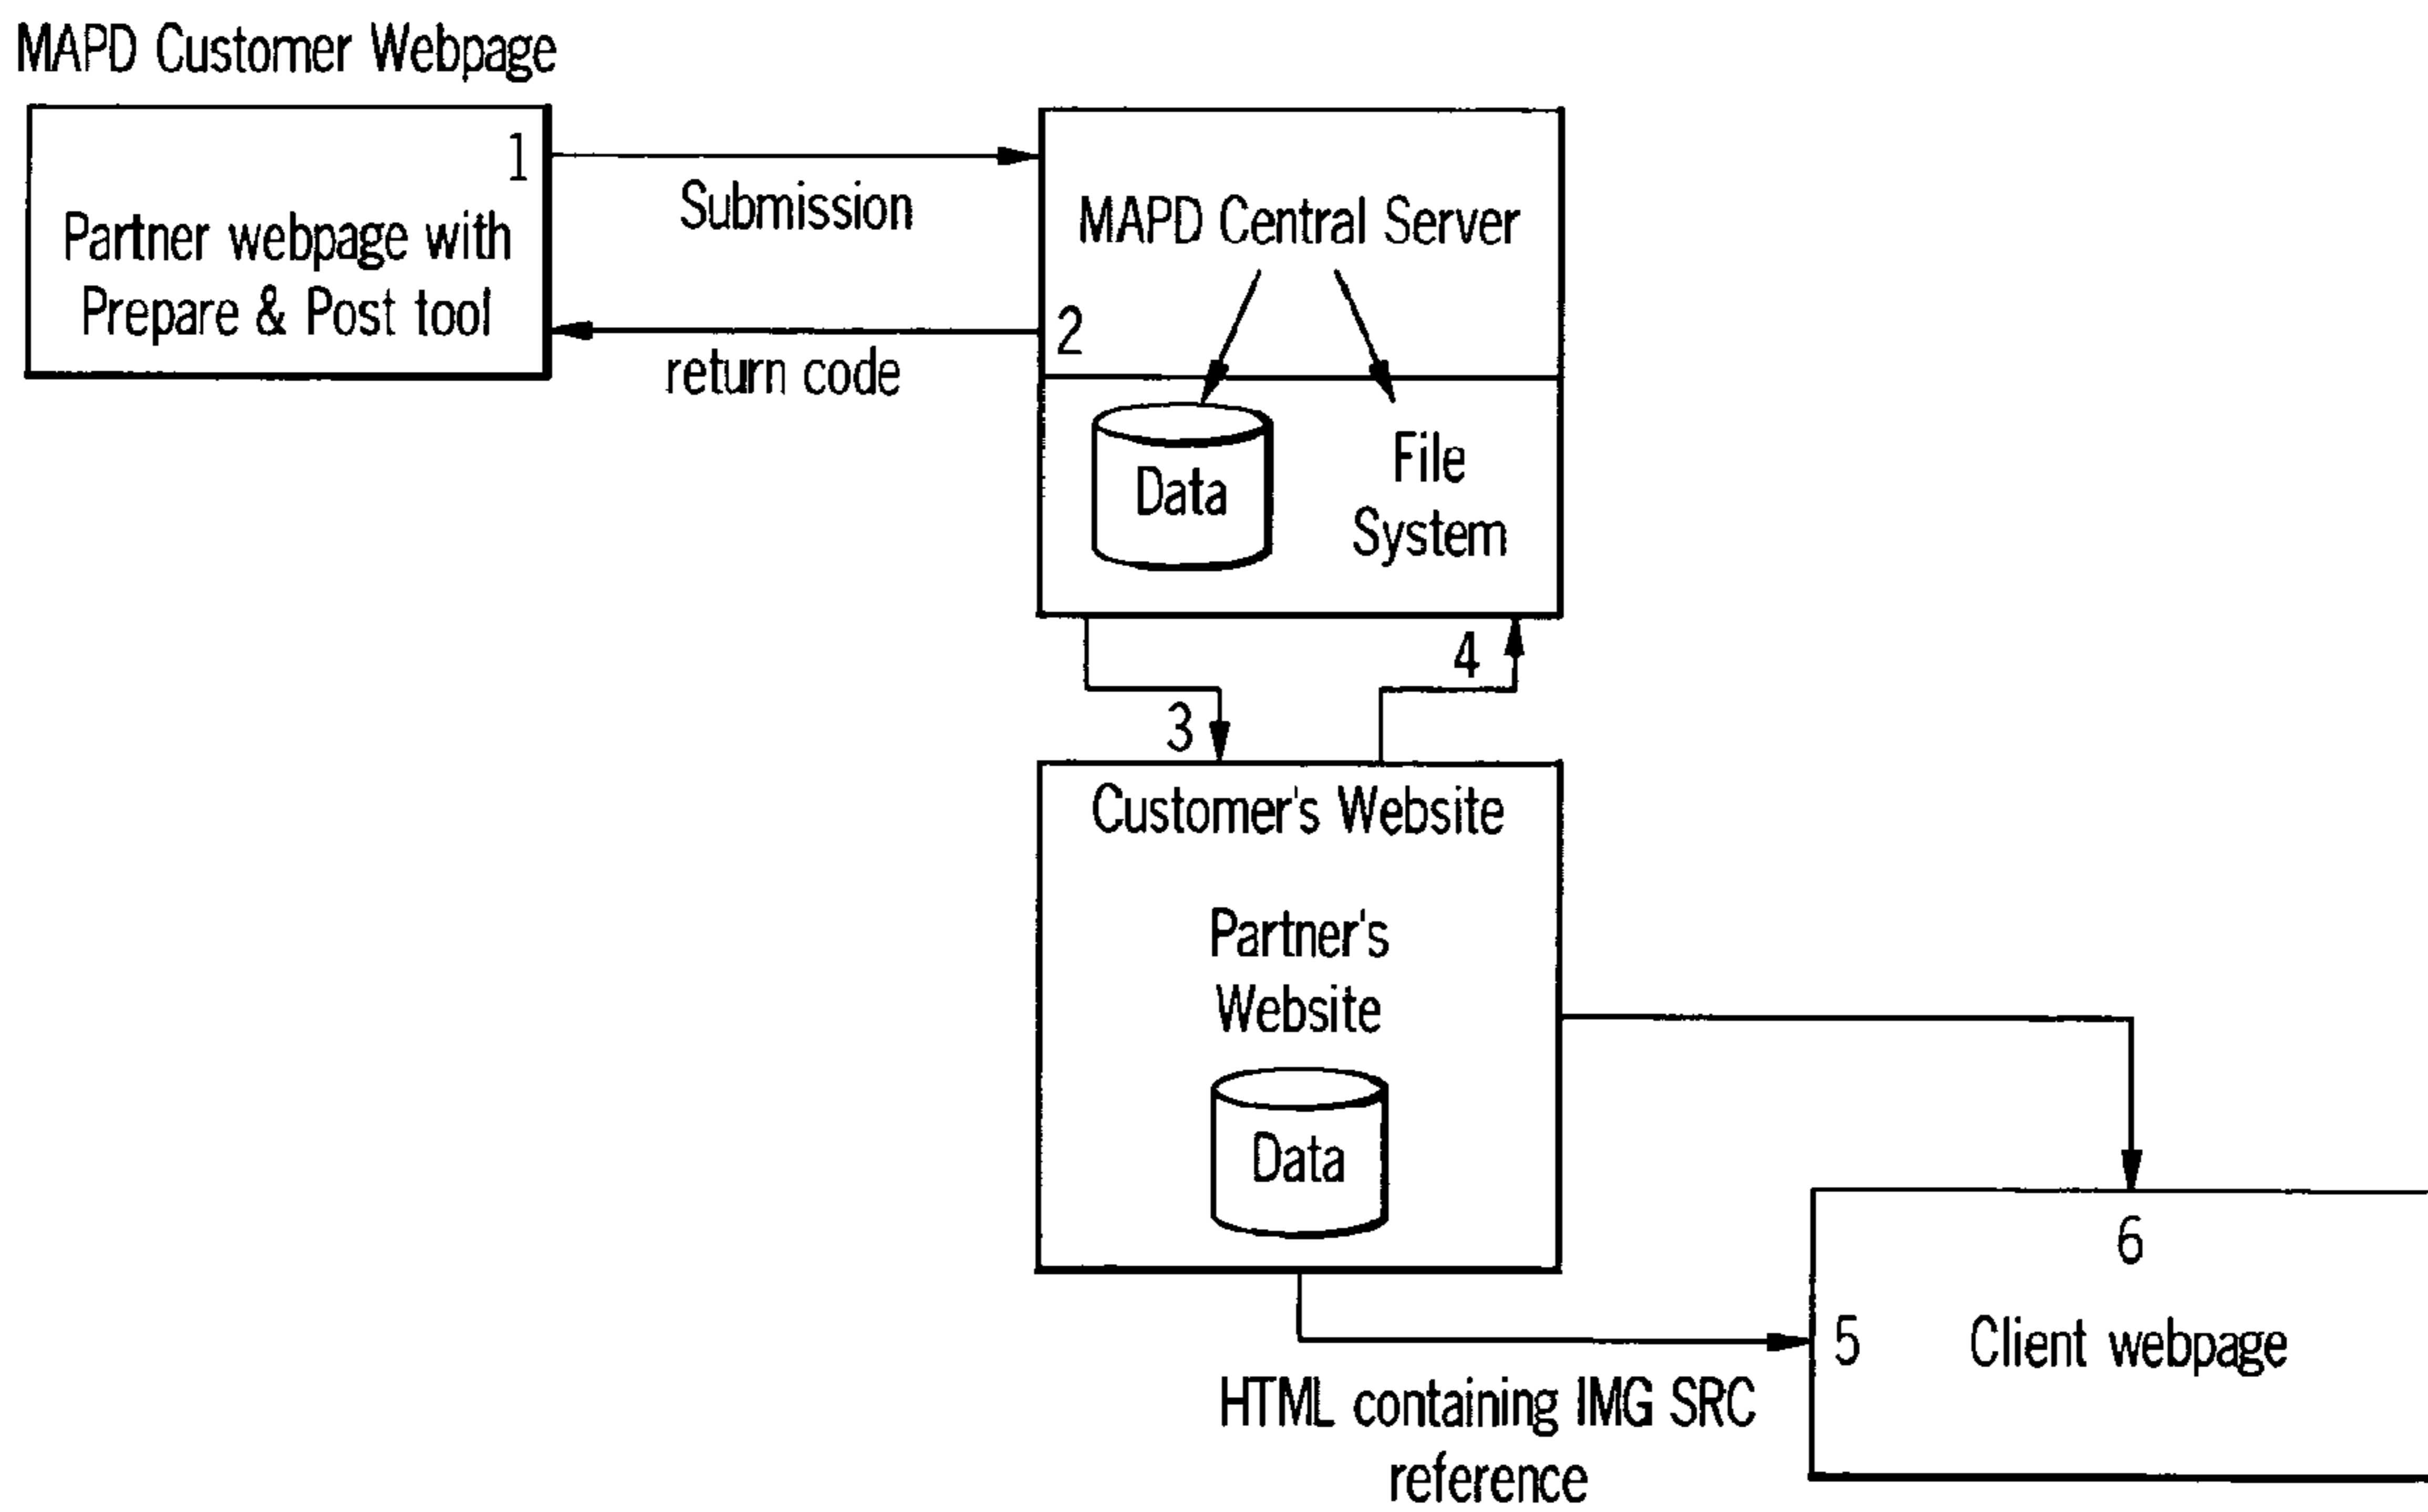 MAPD Customer Webpage
1
Partner webpage with
Prepare & Post tool
Submission
return code
MAPD Central Server
2
Data
File
System
3
4
Customer's Website
Partner's
Website
Data
6
5
Client webpage
HTML containing IMG SRC
reference